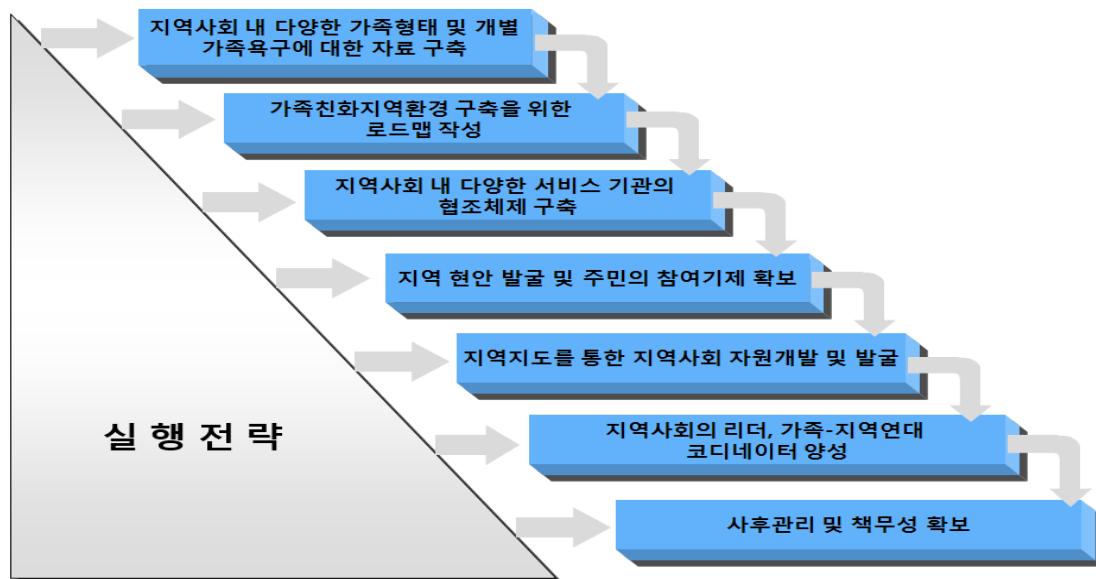 지역사회 내 다양한 가족형태 및 개별
가족욕구에 대한 자료 구축
가족친화지역환경 구축을 위한
로드맵 작성
지역사회 내 다양한 서비스 기관의
협조체제 구축
지역 현안 발굴 및 주민의 참여기제 확보
지역지도를 통한 지역사회 자원개발 및 발굴
지역사회의 리더, 가족-지역연대
코디네이터 양성
사후관리 및 책무성 확보
실 행 전 략